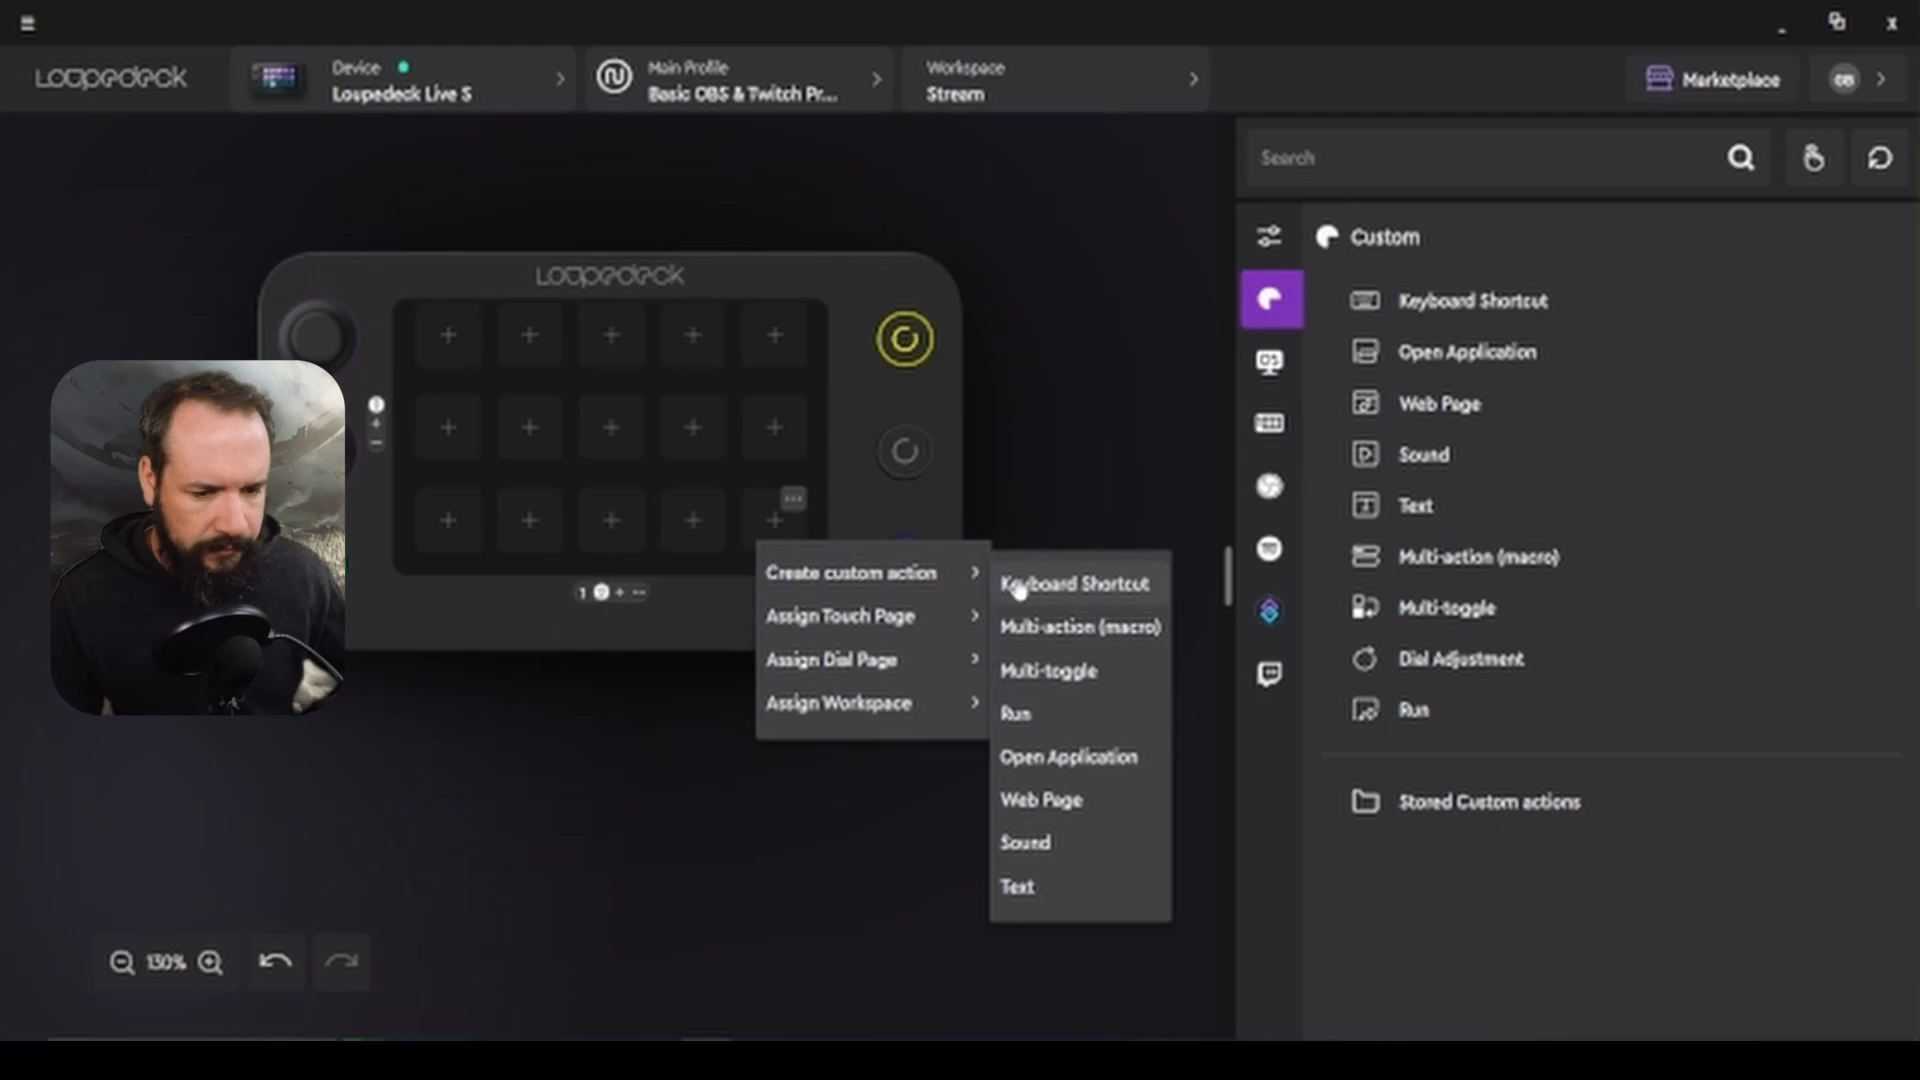 Loupedeck
Device
Loupedeck Live S
Main Profile
Basic OBS & Twitch Pr...
Workspace
Stream
Marketplace
Search
Custom
Keyboard Shortcut
Open Application
Web Page
Sound
Text
Multi-action (macro)
Multi-toggle
Dial Adjustment
Run
Stored Custom actions
Loupedeck
1
Create custom action
Assign Touch Page
Assign Dial Page
Assign Workspace
Keyboard Shortcut
Multi-action (macro)
Multi-toggle
Run
Open Application
Web Page
Sound
Text
130%